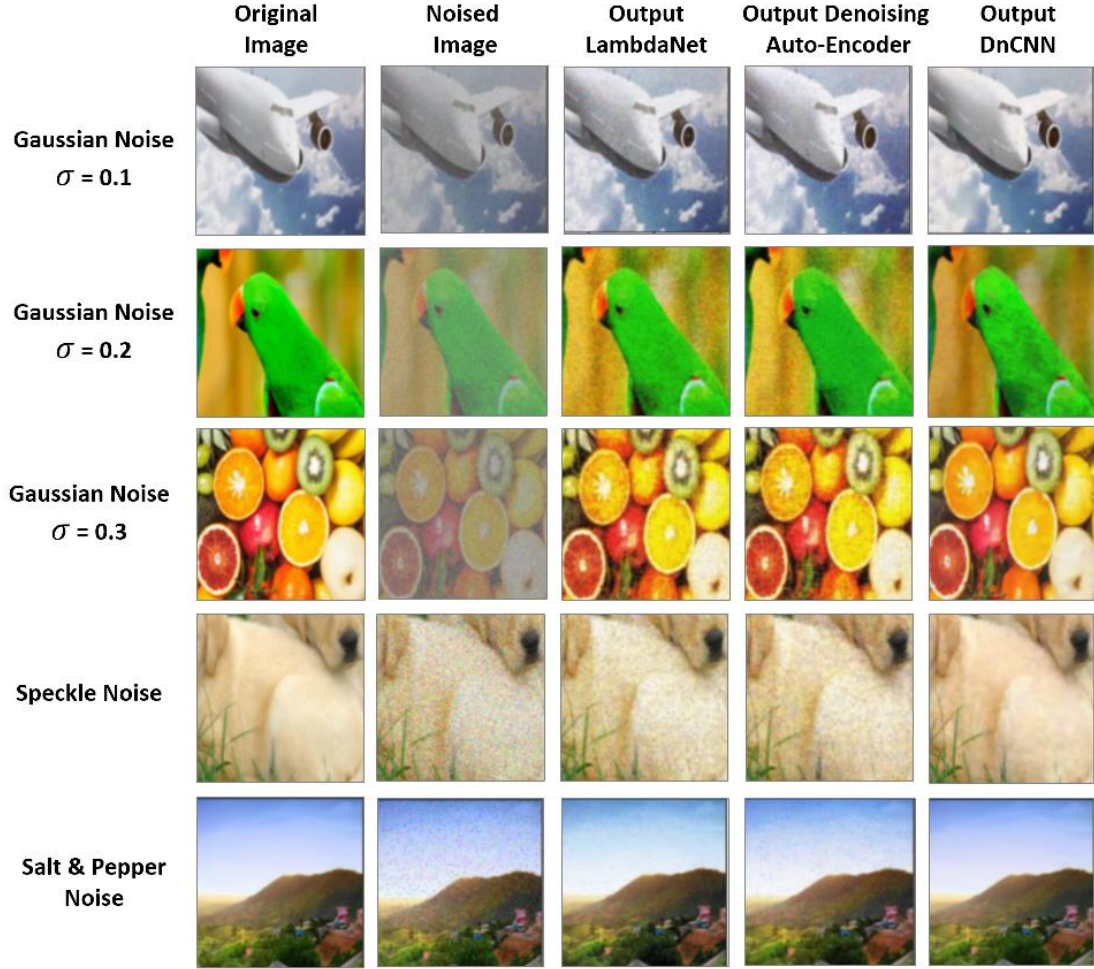 Original Image
Noised Image
Output LambdaNet
Output Denoising Auto-Encoder
Output DnCNN
Gaussian Noise
σ = 0.1
Gaussian Noise
σ = 0.2
Gaussian Noise
σ = 0.3
Speckle Noise
Salt & Pepper
Noise